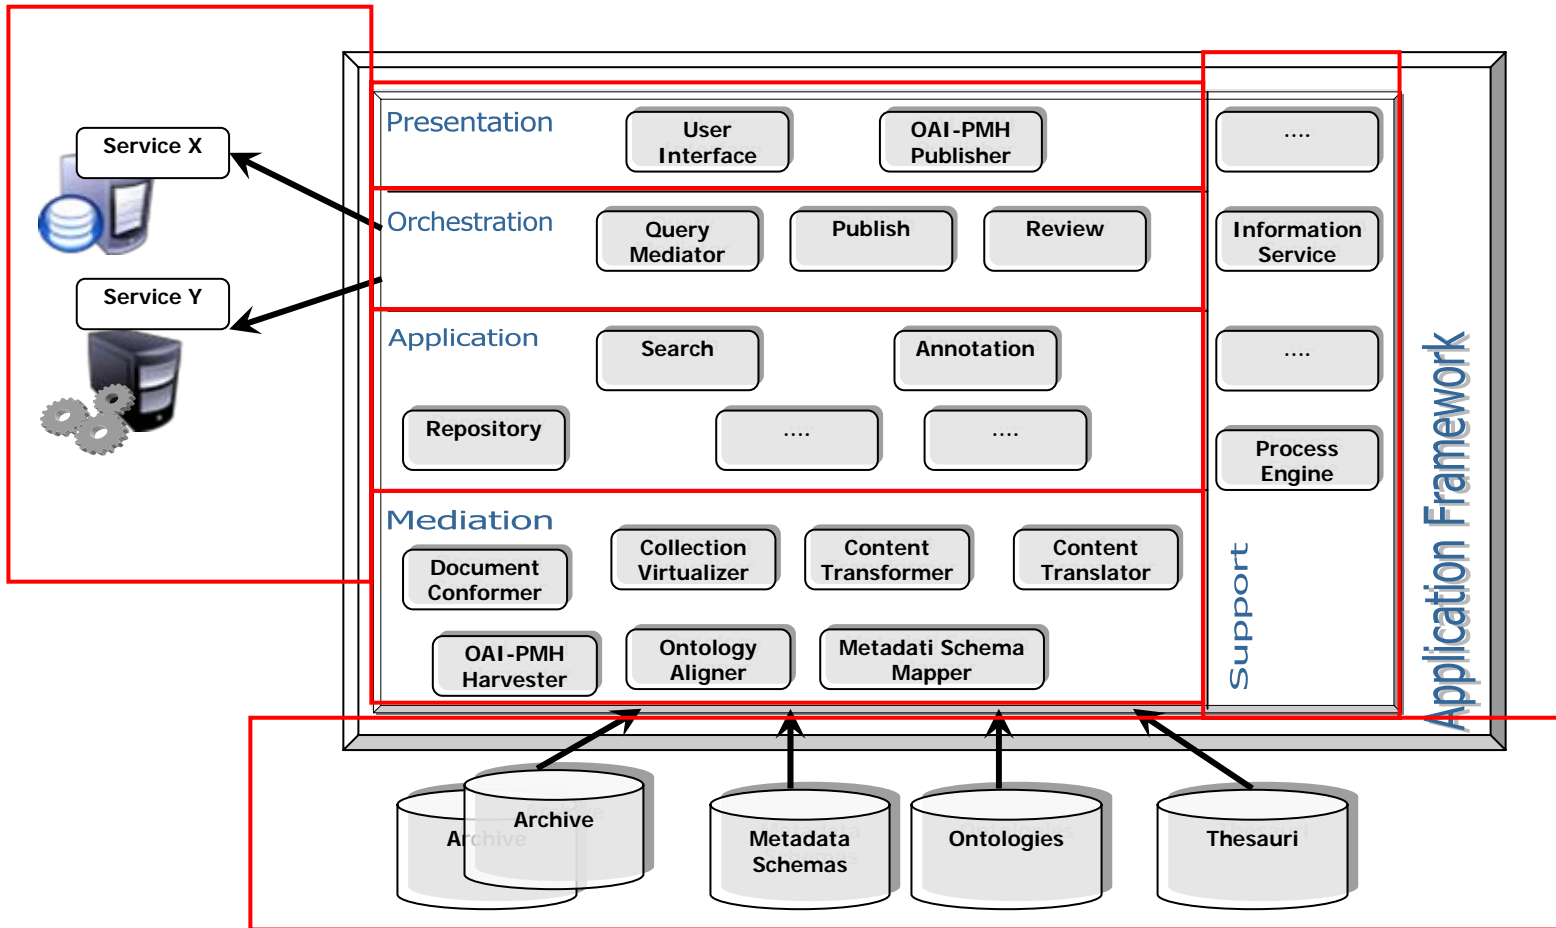 Presentation
User
Interface
OAI-PMH
Publisher
....
Service X
Orchestration
Query
Mediator
Publish
Review
Information
Service
Service Y
Application
Search
Annotation
....
Repository
....
....
Process
Engine
Mediation
Document
Conformer
Collection
Virtualizer
Content
Transformer
Content
Translator
OAI-PMH
Harvester
Ontology
Aligner
Metadati Schema
Mapper
Support
Application Framework
Archive
Archive
Metadata
Schemas
Ontologies
Thesauri